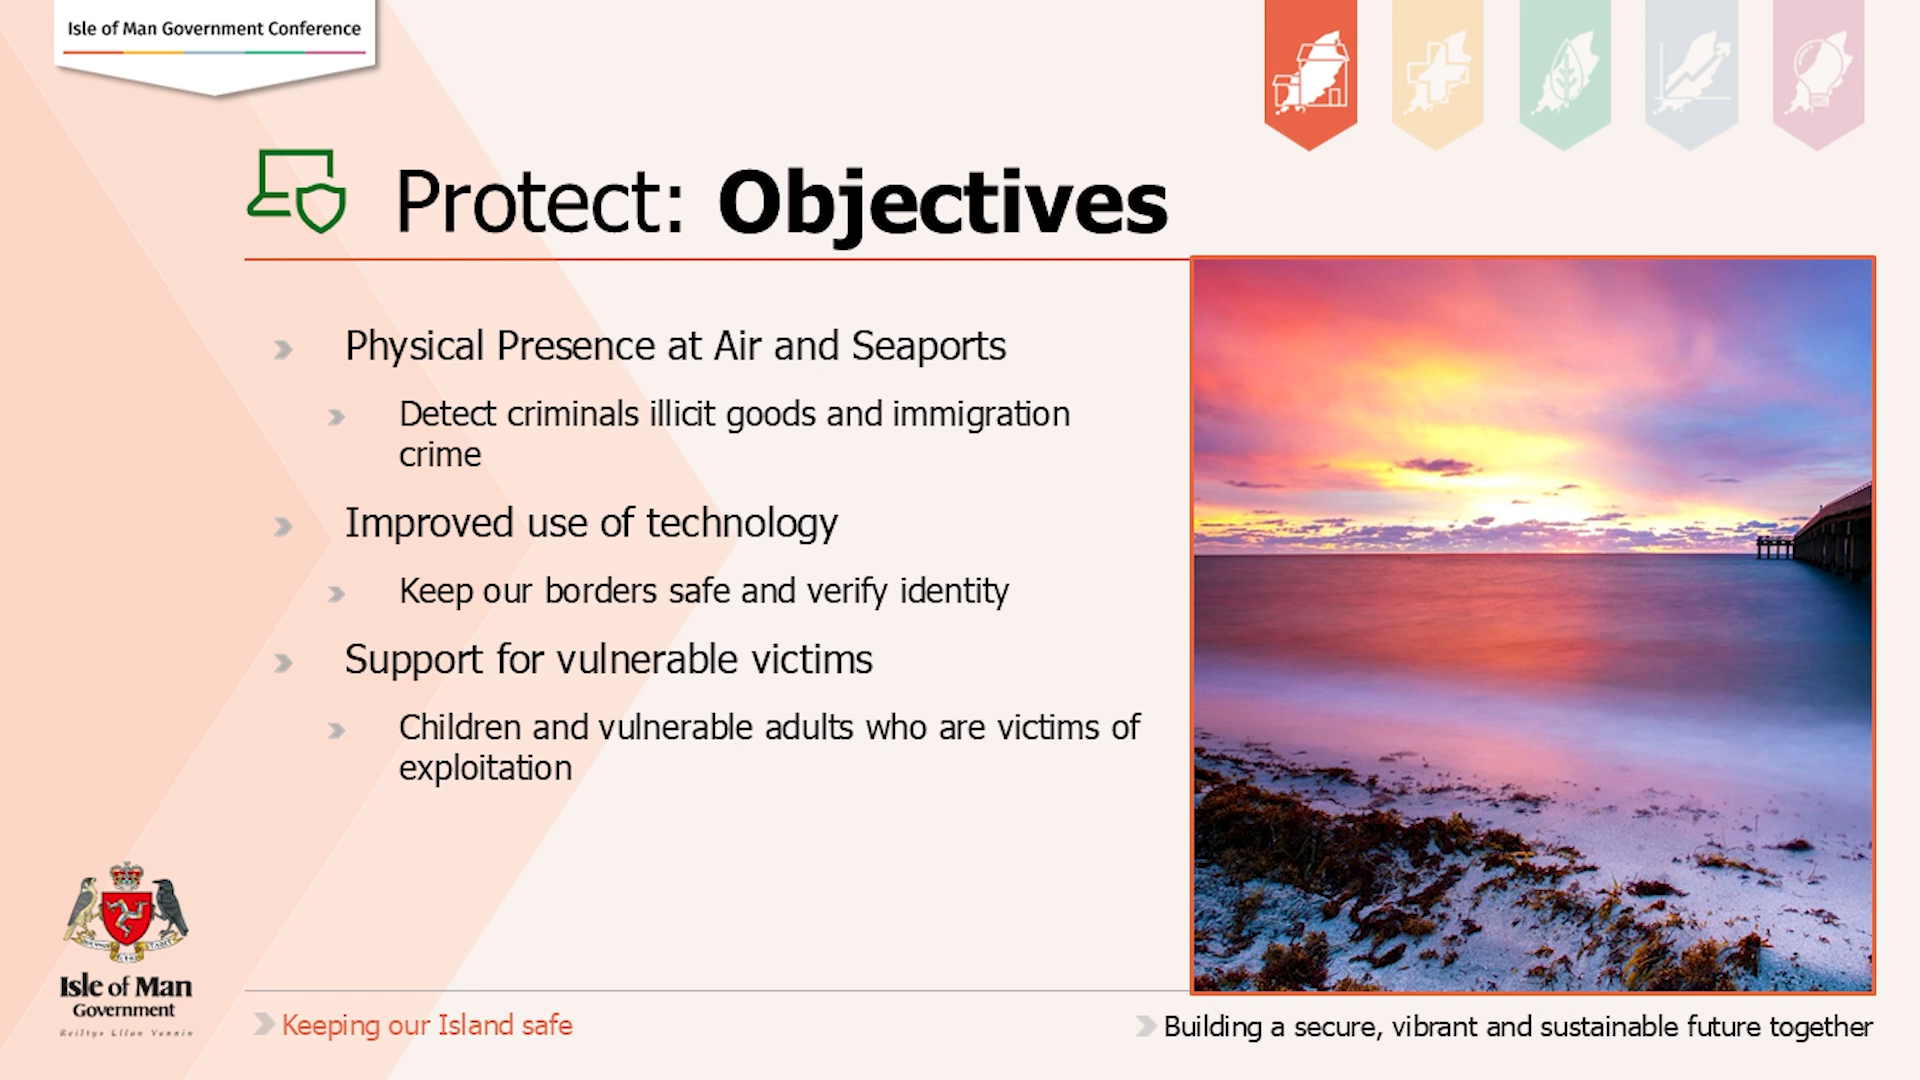 Isle of Man Government Conference
Protect: Objectives
Physical Presence at Air and Seaports
Detect criminals illicit goods and immigration
crime
Improved use of technology
Keep our borders safe and verify identity
Support for vulnerable victims
Children and vulnerable adults who are victims of
exploitation
Isle of Man
Government
Reiltys Ellan Vannin
Keeping our Island safe
Building a secure, vibrant and sustainable future together